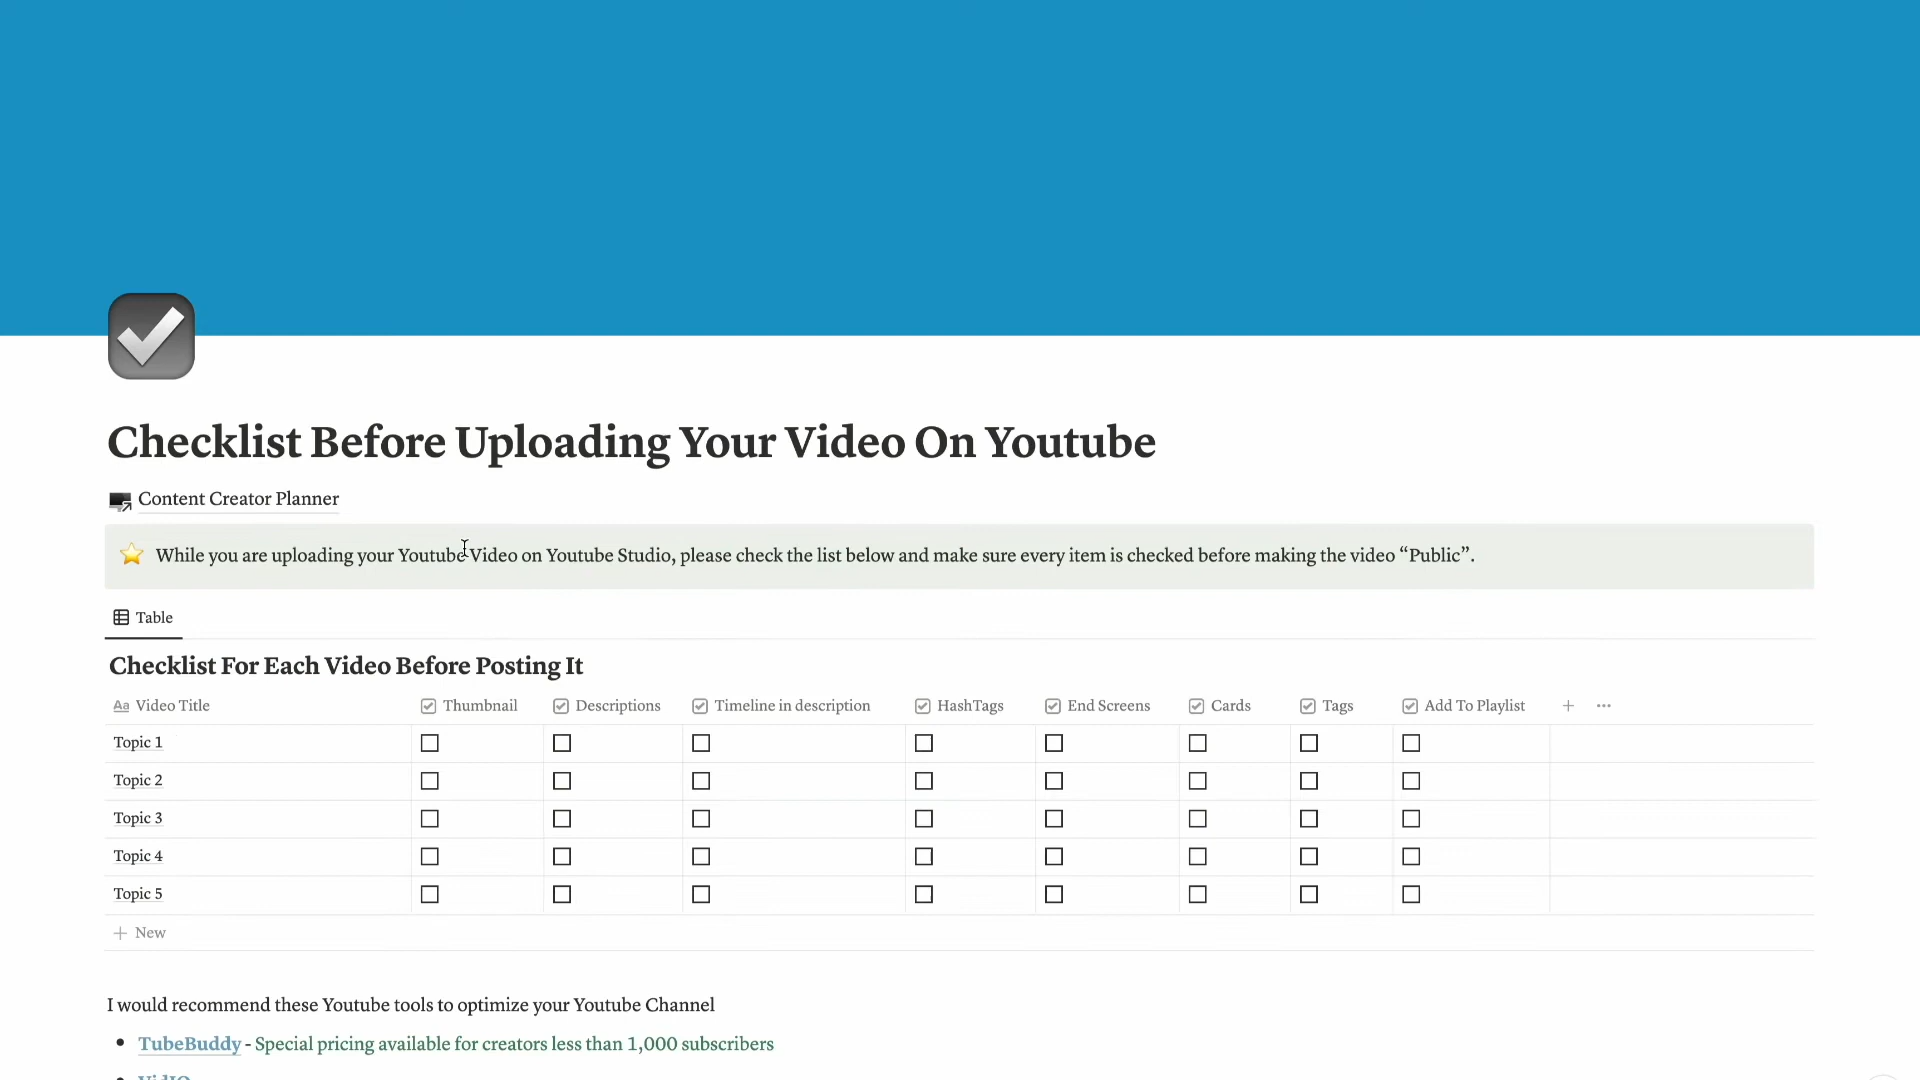 Checklist Before Uploading Your Video On Youtube
Content Creator Planner
While you are uploading your Youtube Video on Youtube Studio, please check the list below and make sure every item is checked before making the video “Public”.
Table
Checklist For Each Video Before Posting It
Aa Video Title Thumbnail Descriptions Timeline in description HashTags End Screens Cards Tags Add To Playlist
Topic 1
Topic 2
Topic 3
Topic 4
Topic 5
New
I would recommend these Youtube tools to optimize your Youtube Channel
TubeBuddy - Special pricing available for creators less than 1,000 subscribers
VidIQ